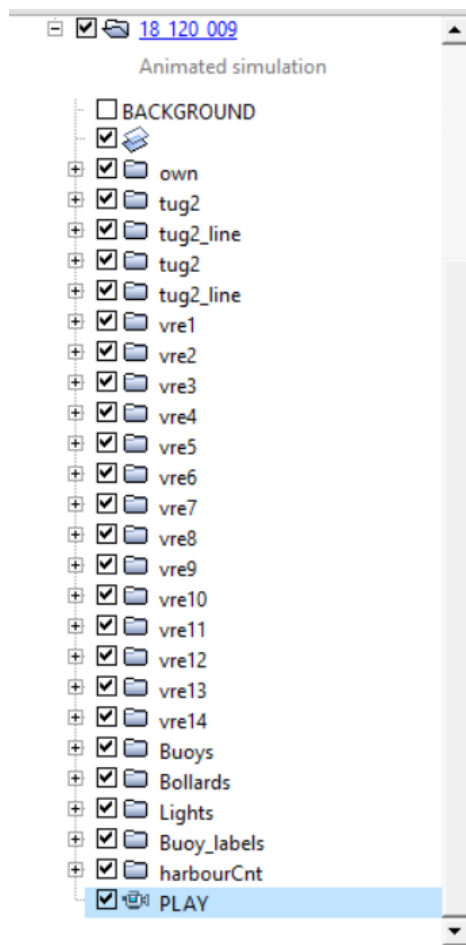 18_120_009
Animated simulation
BACKGROUND
own
tug2
tug2_line
tug2
tug2_line
vre1
vre2
vre3
vre4
vre5
vre6
vre7
vre8
vre9
vre10
vre11
vre12
vre13
vre14
Buoys
Bollards
Lights
Buoy_labels
harbourCnt
PLAY